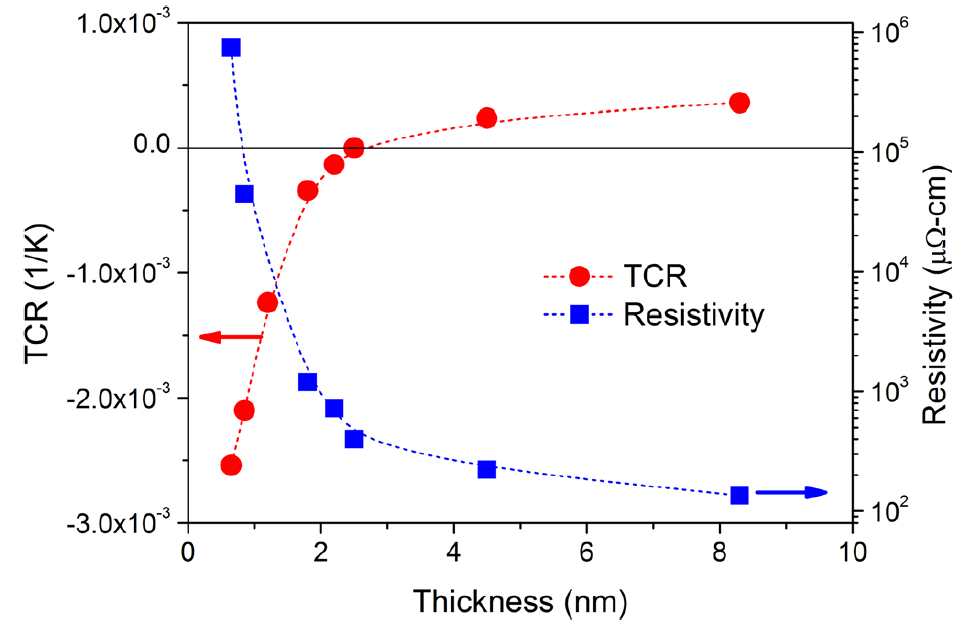 1.0x10⁻³
0.0
-1.0x10⁻³
-2.0x10⁻³
-3.0x10⁻³
TCR (1/K)
0 2 4 6 8 10
Thickness (nm)
TCR
Resistivity
10⁶
10⁵
10⁴
10³
10²
Resistivity (μΩ-cm)